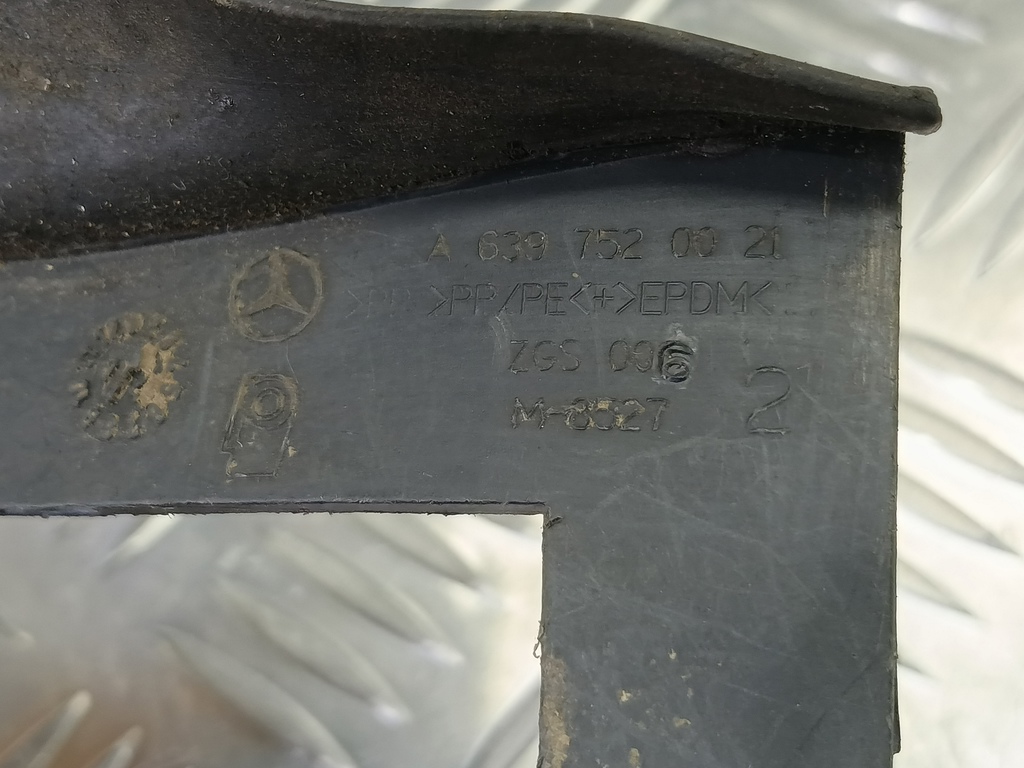 A 639 752 00 21
>PP/PE<+>EPDM<
ZGS 006
M-8527
2